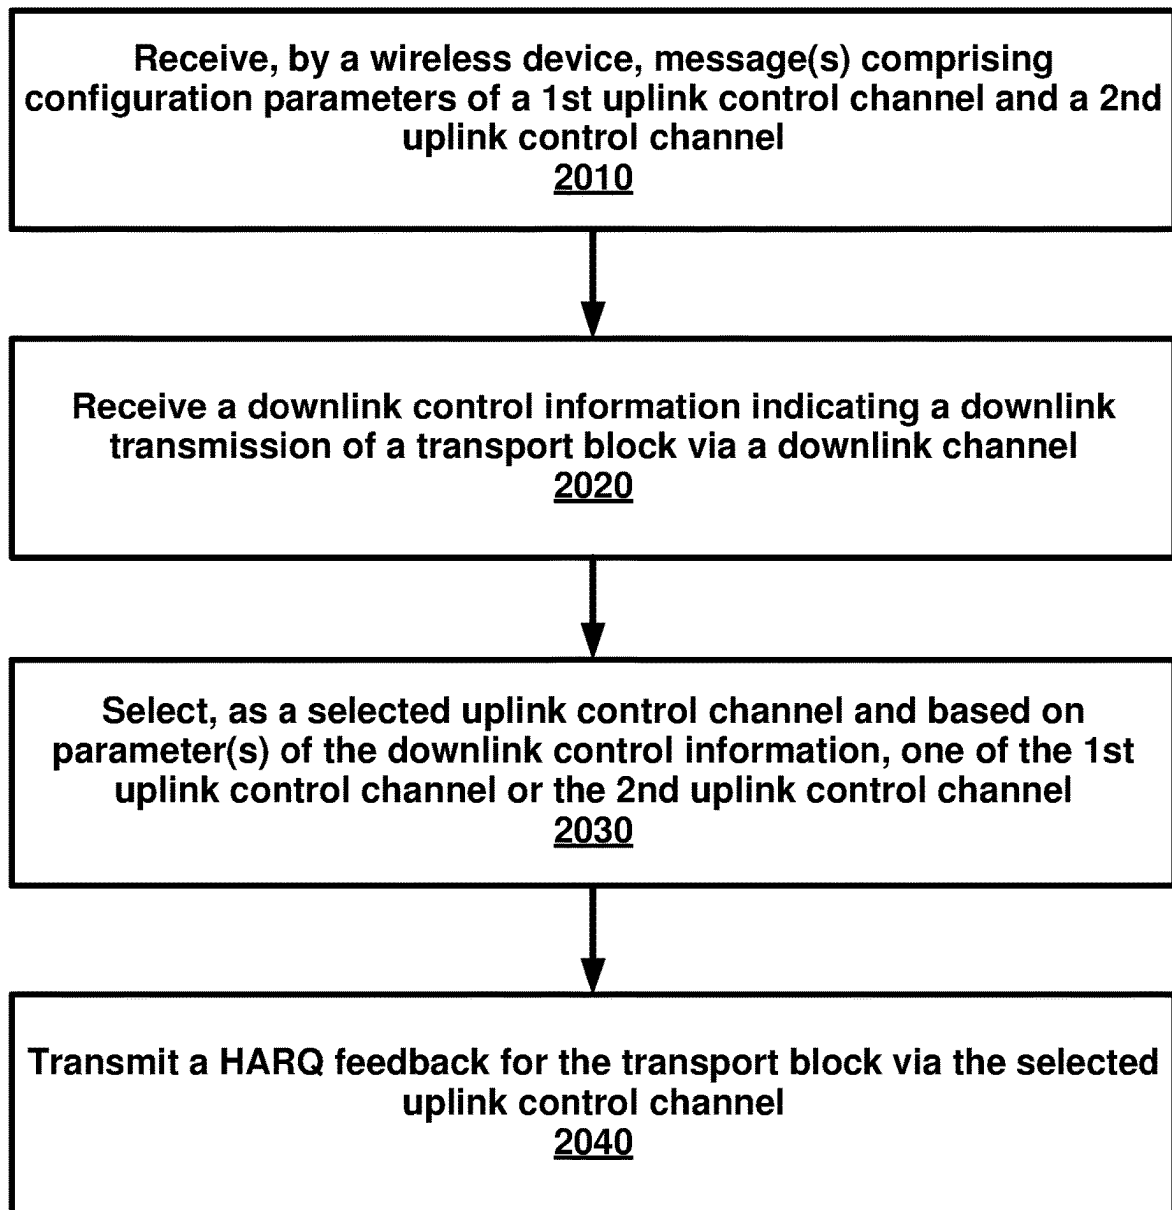 Receive, by a wireless device, message(s) comprising
configuration parameters of a 1st uplink control channel and a 2nd
uplink control channel
2010
Receive a downlink control information indicating a downlink
transmission of a transport block via a downlink channel
2020
Select, as a selected uplink control channel and based on
parameter(s) of the downlink control information, one of the 1st
uplink control channel or the 2nd uplink control channel
2030
Transmit a HARQ feedback for the transport block via the selected
uplink control channel
2040